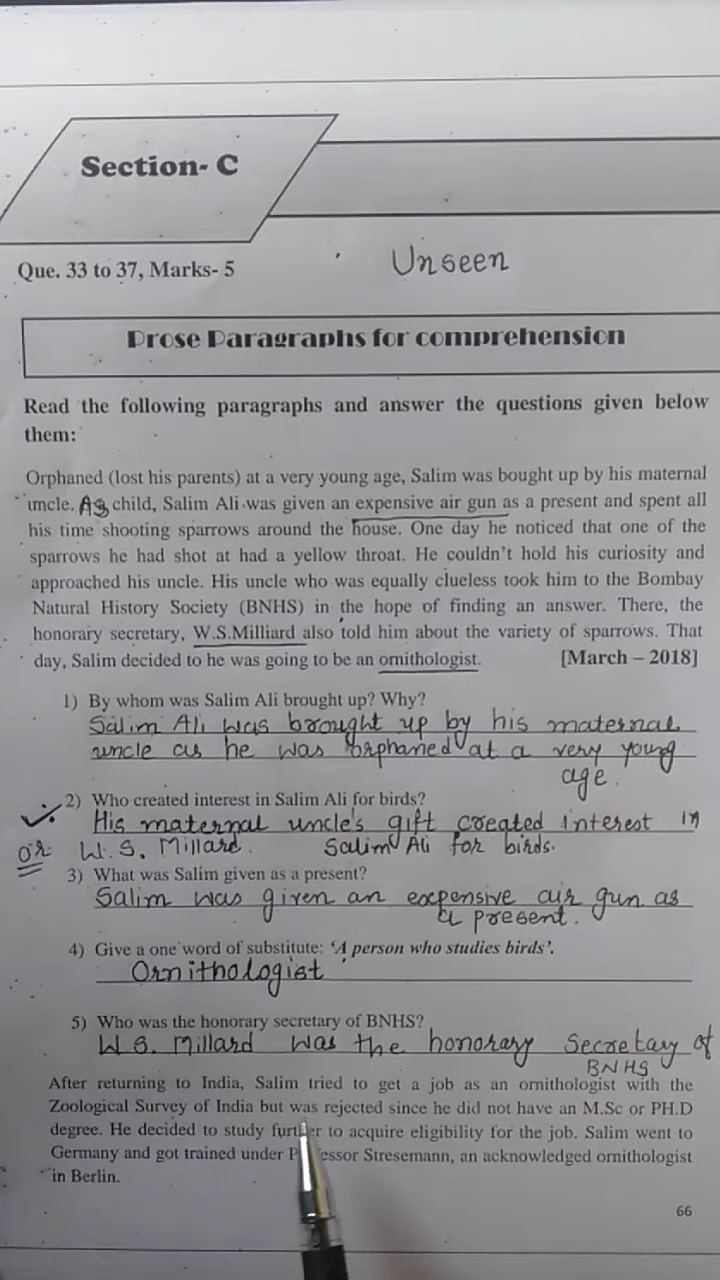 Section- C
Que. 33 to 37, Marks- 5
Unseen
Prose Paragraphs for comprehension
Read the following paragraphs and answer the questions given below
them:
Orphaned (lost his parents) at a very young age, Salim was bought up by his maternal
uncle. As child, Salim Ali was given an expensive air gun as a present and spent all
his time shooting sparrows around the house. One day he noticed that one of the
sparrows he had shot at had a yellow throat. He couldn't hold his curiosity and
approached his uncle. His uncle who was equally clueless took him to the Bombay
Natural History Society (BNHS) in the hope of finding an answer. There, the
honorary secretary, W.S.Milliard also told him about the variety of sparrows. That
day, Salim decided to he was going to be an ornithologist. [March – 2018]
1) By whom was Salim Ali brought up? Why?
Salim Ali was brought up by his maternal
uncle as he was orphaned at a very young
age.
2) Who created interest in Salim Ali for birds?
His maternal uncle's gift created interest in
or W. S. Millard. Salim Ali for birds.
3) What was Salim given as a present?
Salim was given an expensive air gun as
a present.
4) Give a one word of substitute: 'A person who studies birds'.
Ornithologist
5) Who was the honorary secretary of BNHS?
W S. Millard was the honorary Secretary of
BNHS
After returning to India, Salim tried to get a job as an ornithologist with the
Zoological Survey of India but was rejected since he did not have an M.Sc or PH.D
degree. He decided to study further to acquire eligibility for the job. Salim went to
Germany and got trained under Professor Stresemann, an acknowledged ornithologist
in Berlin.
66